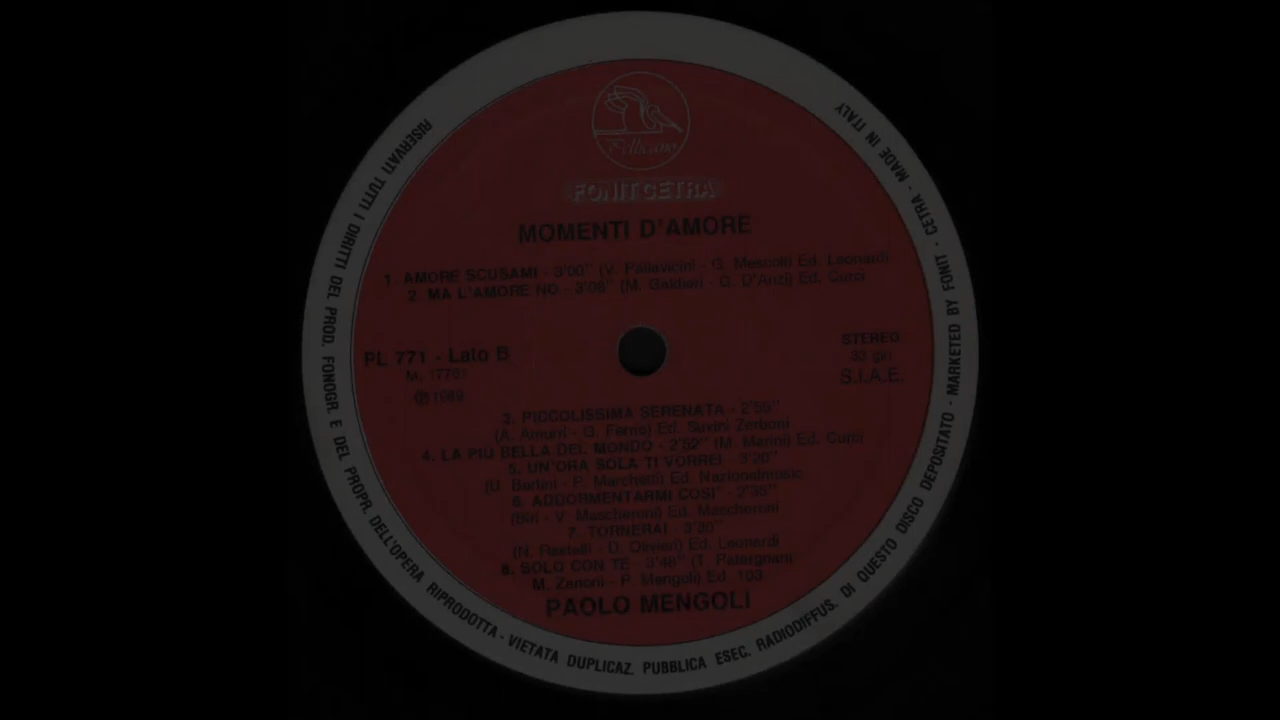 Pellicano
FONIT CETRA
MOMENTI D'AMORE
1. AMORE SCUSAMI - 3'00" (V. Pallavicini - G. Mescoli) Ed. Leonardi
2. MA L'AMORE NO - 3'08" (M. Galdieri - G. D'Anzi) Ed. Curci
PL 771 - Lato B
STEREO
33 giri
S.I.A.E.
℗ 1989
3. PICCOLISSIMA SERENATA - 2'55"
(A. Amurri - G. Ferrio) Ed. Suvini Zerboni
4. LA PIÙ BELLA DEL MONDO - 2'52" (M. Marini) Ed. Curci
5. UN'ORA SOLA TI VORREI - 3'20"
(U. Bertini - P. Marchetti) Ed. Nazionalmusic
6. ADDORMENTARMI COSI' - 2'35"
(Biri - V. Mascheroni) Ed. Mascheroni
7. TORNERAI - 3'30"
(N. Rastelli - D. Olivieri) Ed. Leonardi
8. SOLO CON TE - 3'46" (T.
M. Zanoni - P. Mengoli) Ed. 103
PAOLO MENGOLI
RISERVATI TUTTI I DIRITTI DEL PROD. FONOGR. E DEL PROPR. DELL'OPERA RIPRODOTTA - VIETATA DUPLICAZ. PUBBLICA ESEC. RADIODIFFUS. DI QUESTO DISCO DEPOSITATO - MARKETED BY FONIT - CETRA - MADE IN ITALY